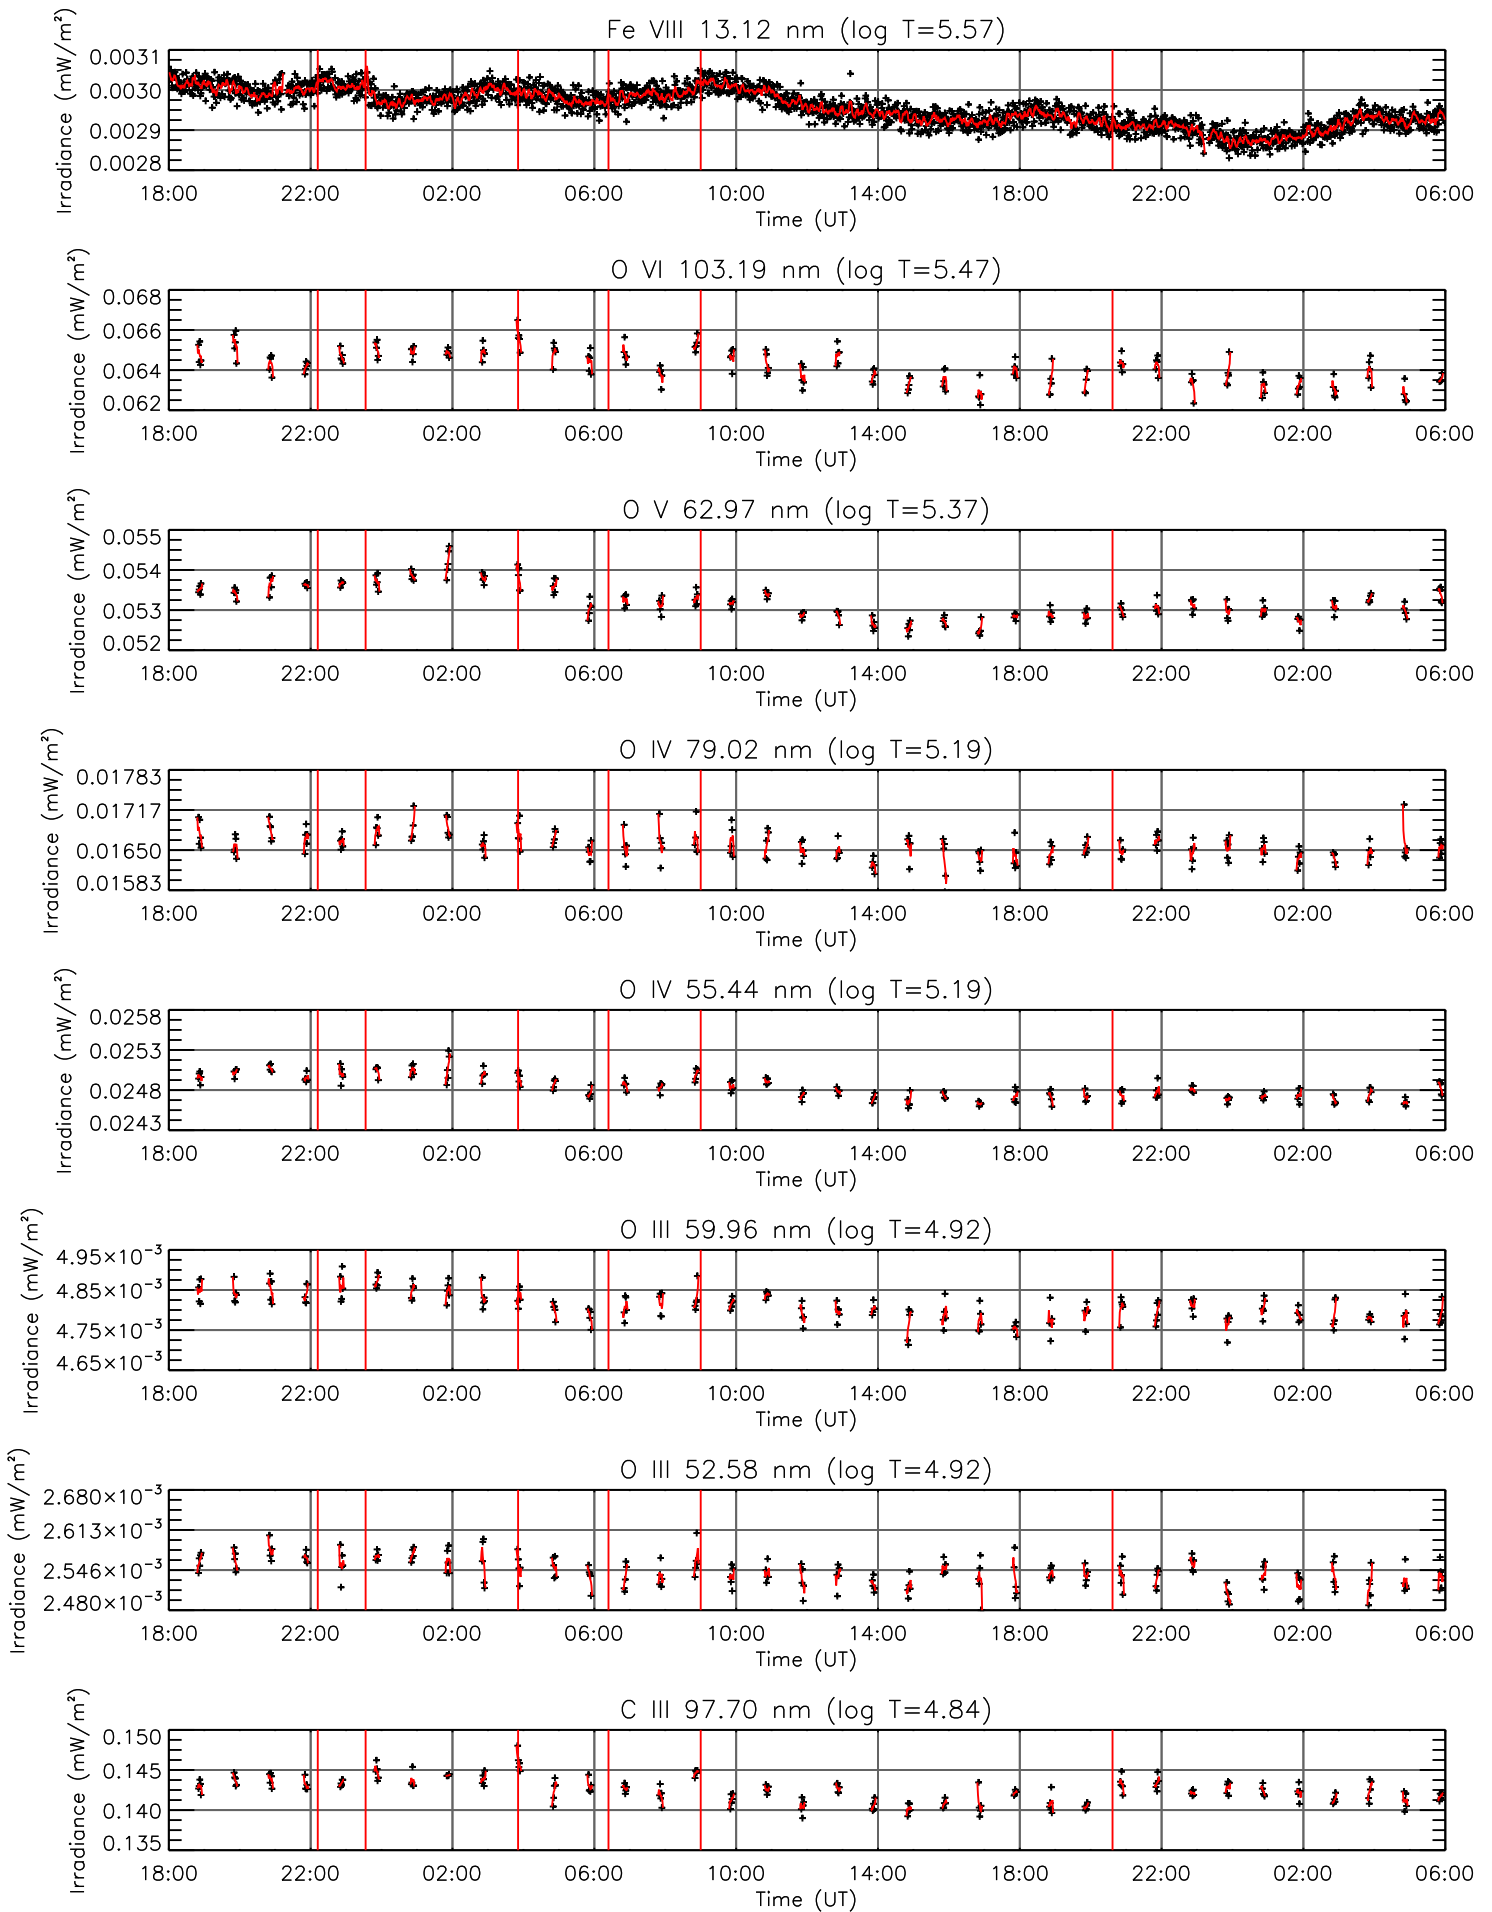 Fe VIII 13.12 nm (log T=5.57)
Irradiance (mW/m²)
0.0031
0.0030
0.0029
0.0028
18:00 22:00 02:00 06:00 10:00 14:00 18:00 22:00 02:00 06:00
Time (UT)
O VI 103.19 nm (log T=5.47)
Irradiance (mW/m²)
0.068
0.066
0.064
0.062
18:00 22:00 02:00 06:00 10:00 14:00 18:00 22:00 02:00 06:00
Time (UT)
O V 62.97 nm (log T=5.37)
Irradiance (mW/m²)
0.055
0.054
0.053
0.052
18:00 22:00 02:00 06:00 10:00 14:00 18:00 22:00 02:00 06:00
Time (UT)
O IV 79.02 nm (log T=5.19)
Irradiance (mW/m²)
0.01783
0.01717
0.01650
0.01583
18:00 22:00 02:00 06:00 10:00 14:00 18:00 22:00 02:00 06:00
Time (UT)
O IV 55.44 nm (log T=5.19)
Irradiance (mW/m²)
0.0258
0.0253
0.0248
0.0243
18:00 22:00 02:00 06:00 10:00 14:00 18:00 22:00 02:00 06:00
Time (UT)
O III 59.96 nm (log T=4.92)
Irradiance (mW/m²)
4.95×10⁻³
4.85×10⁻³
4.75×10⁻³
4.65×10⁻³
18:00 22:00 02:00 06:00 10:00 14:00 18:00 22:00 02:00 06:00
Time (UT)
O III 52.58 nm (log T=4.92)
Irradiance (mW/m²)
2.680×10⁻³
2.613×10⁻³
2.546×10⁻³
2.480×10⁻³
18:00 22:00 02:00 06:00 10:00 14:00 18:00 22:00 02:00 06:00
Time (UT)
C III 97.70 nm (log T=4.84)
Irradiance (mW/m²)
0.150
0.145
0.140
0.135
18:00 22:00 02:00 06:00 10:00 14:00 18:00 22:00 02:00 06:00
Time (UT)